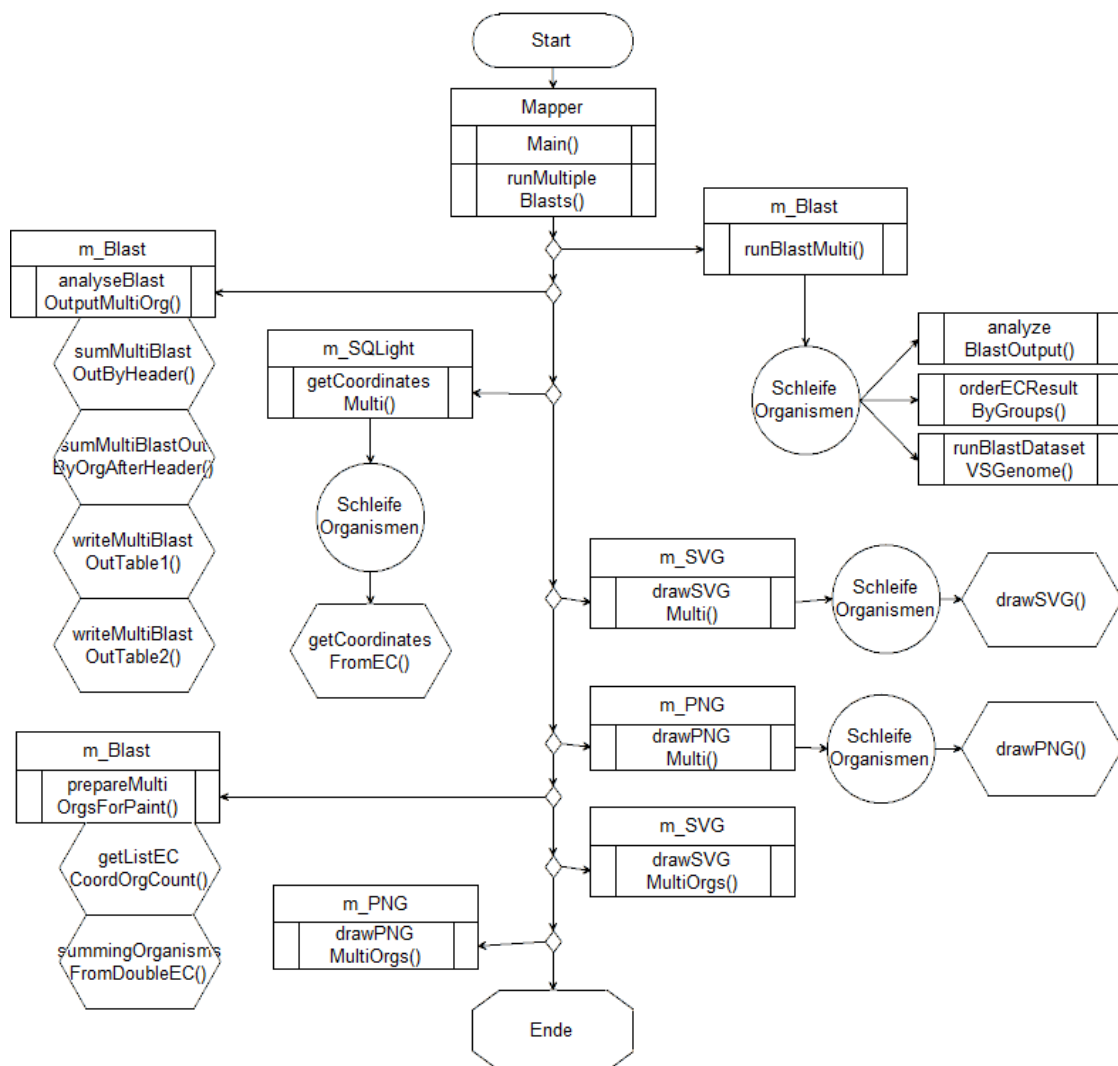 Start
Mapper
Main()
runMultiple
Blasts()
m_Blast
runBlastMulti()
m_Blast
analyseBlast
OutputMultiOrg()
sumMultiBlast
OutByHeader()
sumMultiBlastOut
ByOrgAfterHeader()
writeMultiBlast
OutTable1()
writeMultiBlast
OutTable2()
m_SQLight
getCoordinates
Multi()
Schleife
Organismen
getCoordinates
FromEC()
Schleife
Organismen
analyze
BlastOutput()
orderECResult
ByGroups()
runBlastDataset
VSGenome()
m_SVG
drawSVG
Multi()
Schleife
Organismen
drawSVG()
m_PNG
drawPNG
Multi()
Schleife
Organismen
drawPNG()
m_Blast
prepareMulti
OrgsForPaint()
getListEC
CoordOrgCount()
summingOrganisms
FromDoubleEC()
m_SVG
drawSVG
MultiOrgs()
m_PNG
drawPNG
MultiOrgs()
Ende